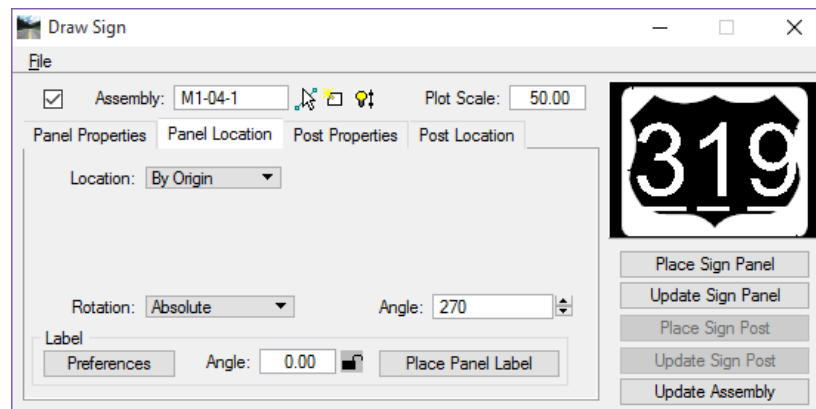 Draw Sign
File
Assembly: M1-04-1 Plot Scale: 50.00
Panel Properties Panel Location Post Properties Post Location
Location: By Origin
319
Rotation: Absolute Angle: 270
Label
Preferences Angle: 0.00 Place Panel Label
Place Sign Panel
Update Sign Panel
Place Sign Post
Update Sign Post
Update Assembly